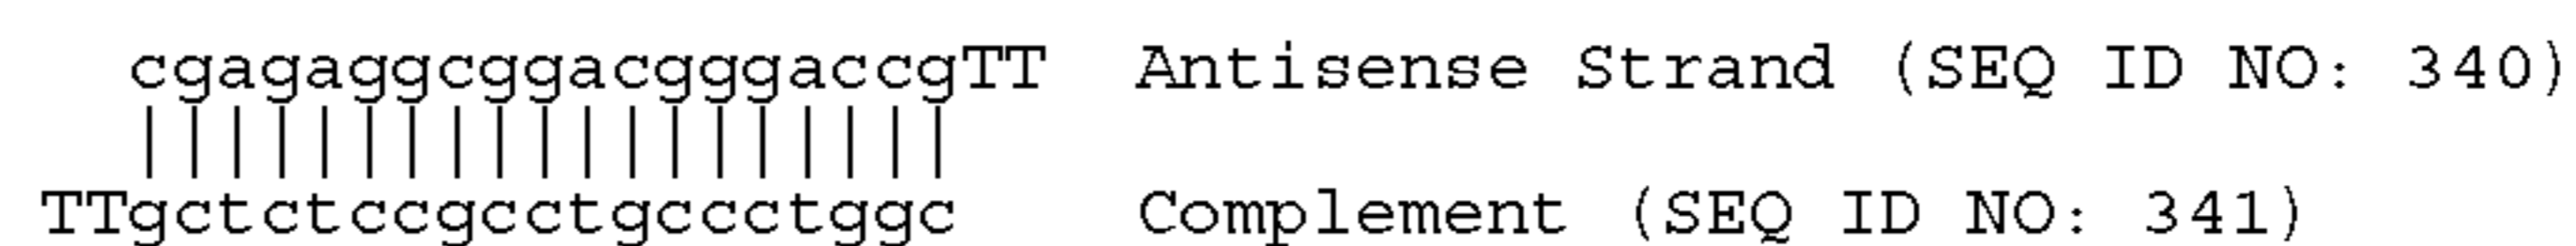 cgagaggcggacgggaccgTT Antisense Strand (SEQ ID NO: 340)
|||||||||||||||||||
TTgctctccgcctgccctggc Complement (SEQ ID NO: 341)